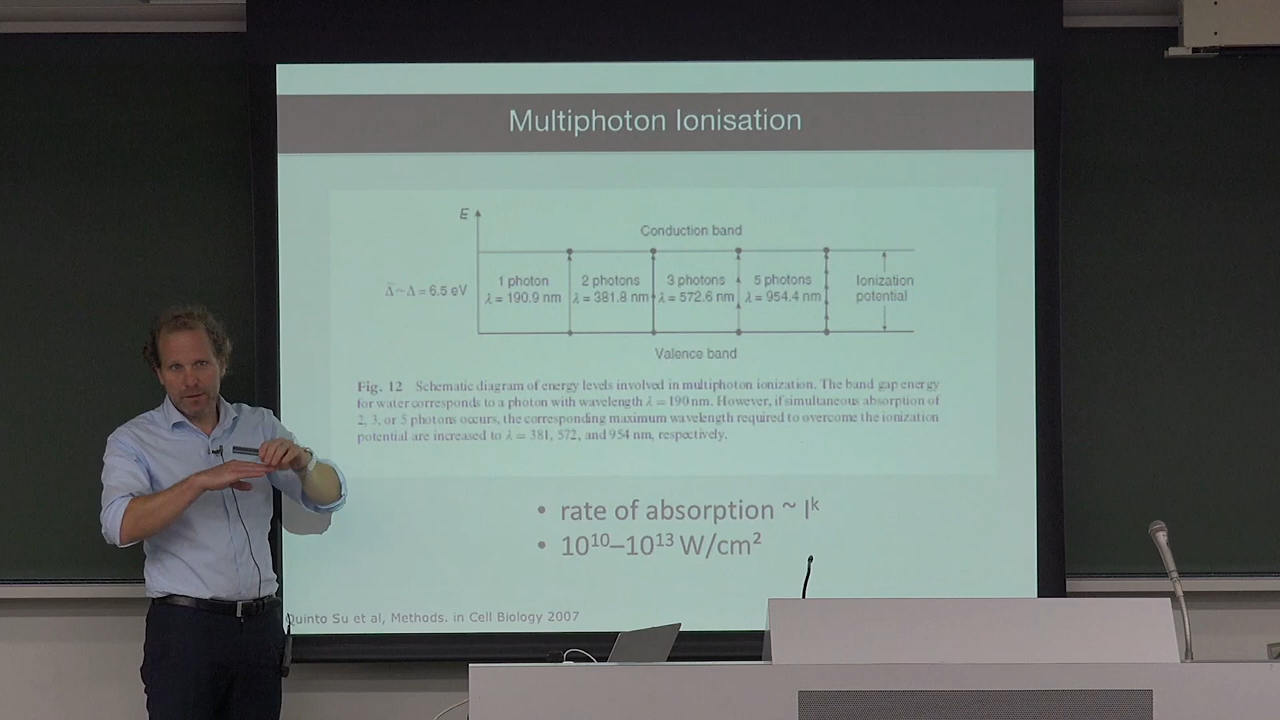 Multiphoton Ionisation
E
Conduction band
Δ̃ ~ Δ = 6.5 eV
1 photon
λ = 190.9 nm
2 photons
λ = 381.8 nm
3 photons
λ = 572.6 nm
5 photons
λ = 954.4 nm
Ionization
potential
Valence band
Fig. 12 Schematic diagram of energy levels involved in multiphoton ionization. The band gap energy
for water corresponds to a photon with wavelength λ = 190 nm. However, if simultaneous absorption of
2, 3, or 5 photons occurs, the corresponding maximum wavelength required to overcome the ionization
potential are increased to λ = 381, 572, and 954 nm, respectively.
• rate of absorption ~ I^k
• 10^10–10^13 W/cm²
Quinto Su et al, Methods. in Cell Biology 2007